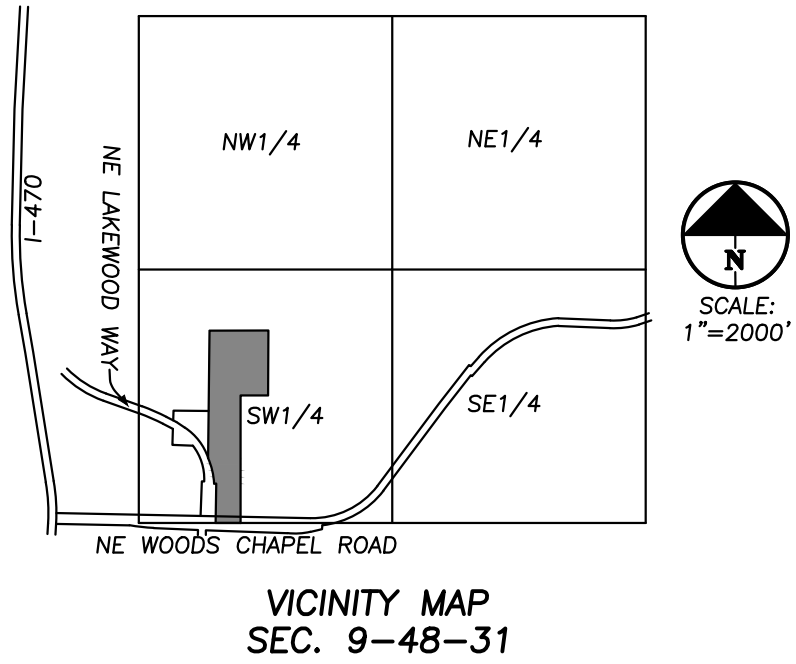 NW1/4
NE1/4
I-470
NE LAKEWOOD WAY
N
SCALE:
1"=2000'
SW1/4
SE1/4
NE WOODS CHAPEL ROAD
VICINITY MAP
SEC. 9-48-31